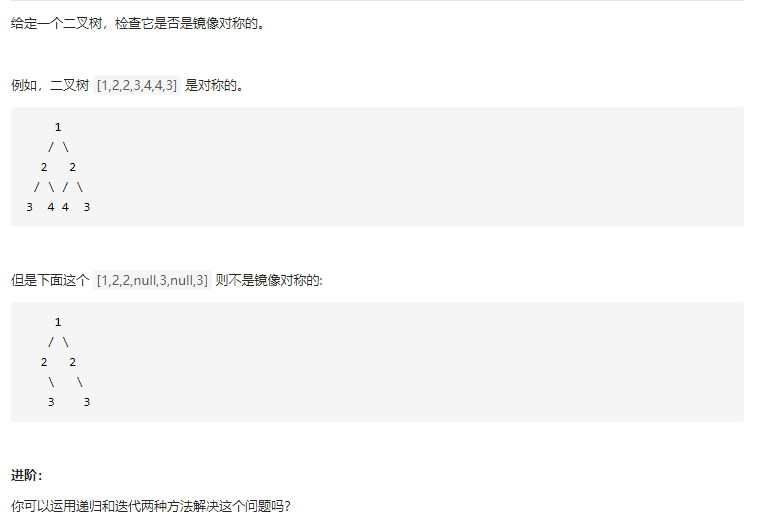 给定一个二叉树，检查它是否是镜像对称的。
例如，二叉树 [1,2,2,3,4,4,3] 是对称的。
    1
   / \
  2   2
 / \ / \
3  4 4  3
但是下面这个 [1,2,2,null,3,null,3] 则不是镜像对称的:
    1
   / \
  2   2
   \   \
   3    3
进阶：
你可以运用递归和迭代两种方法解决这个问题吗？